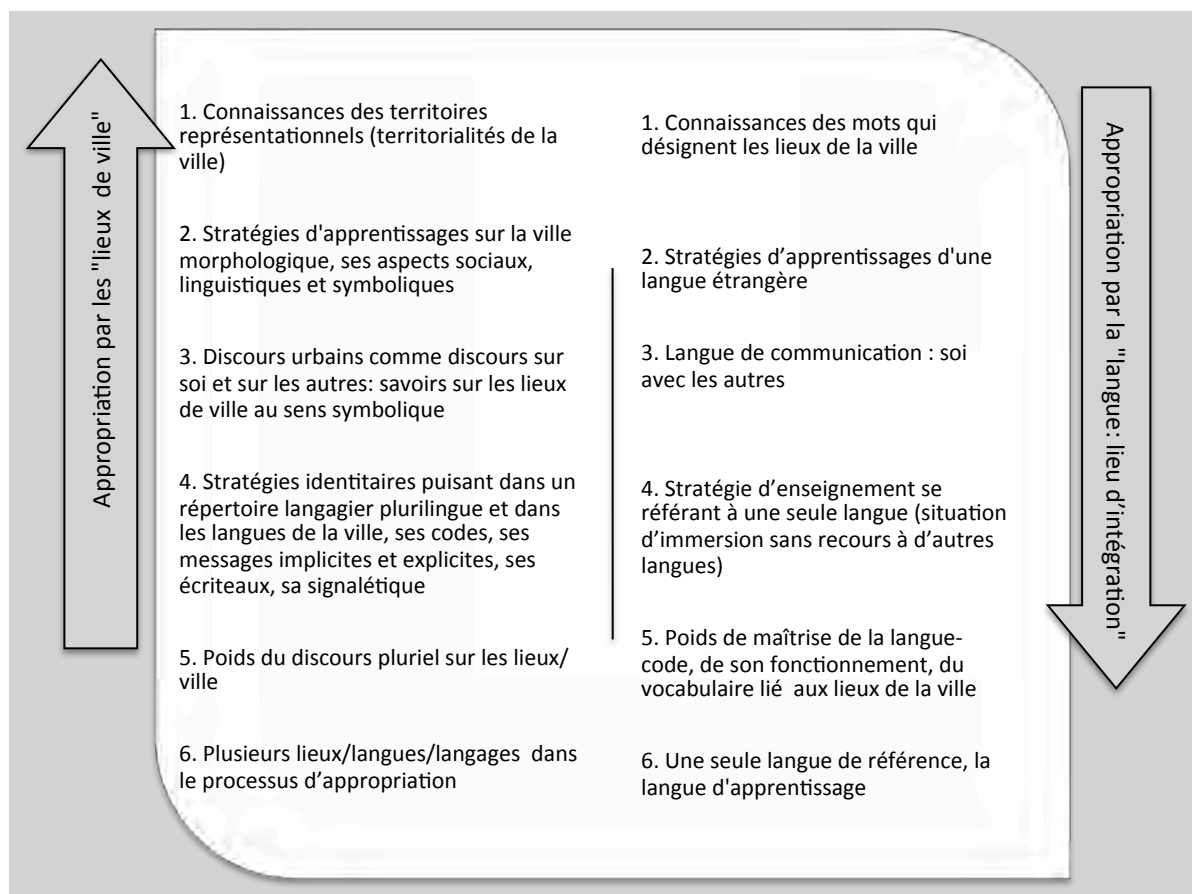 Appropriation par les "lieux de ville"
1. Connaissances des territoires
représentationnels (territorialités de la
ville)
2. Stratégies d'apprentissages sur la ville
morphologique, ses aspects sociaux,
linguistiques et symboliques
3. Discours urbains comme discours sur
soi et sur les autres: savoirs sur les lieux
de ville au sens symbolique
4. Stratégies identitaires puisant dans un
répertoire langagier plurilingue et dans
les langues de la ville, ses codes, ses
messages implicites et explicites, ses
écriteaux, sa signalétique
5. Poids du discours pluriel sur les lieux/
ville
6. Plusieurs lieux/langues/langages dans
le processus d’appropriation
1. Connaissances des mots qui
désignent les lieux de la ville
2. Stratégies d’apprentissages d'une
langue étrangère
3. Langue de communication : soi
avec les autres
4. Stratégie d’enseignement se
référant à une seule langue (situation
d’immersion sans recours à d’autres
langues)
5. Poids de maîtrise de la langue-
code, de son fonctionnement, du
vocabulaire lié aux lieux de la ville
6. Une seule langue de référence, la
langue d'apprentissage
Appropriation par la "langue: lieu d’intégration"